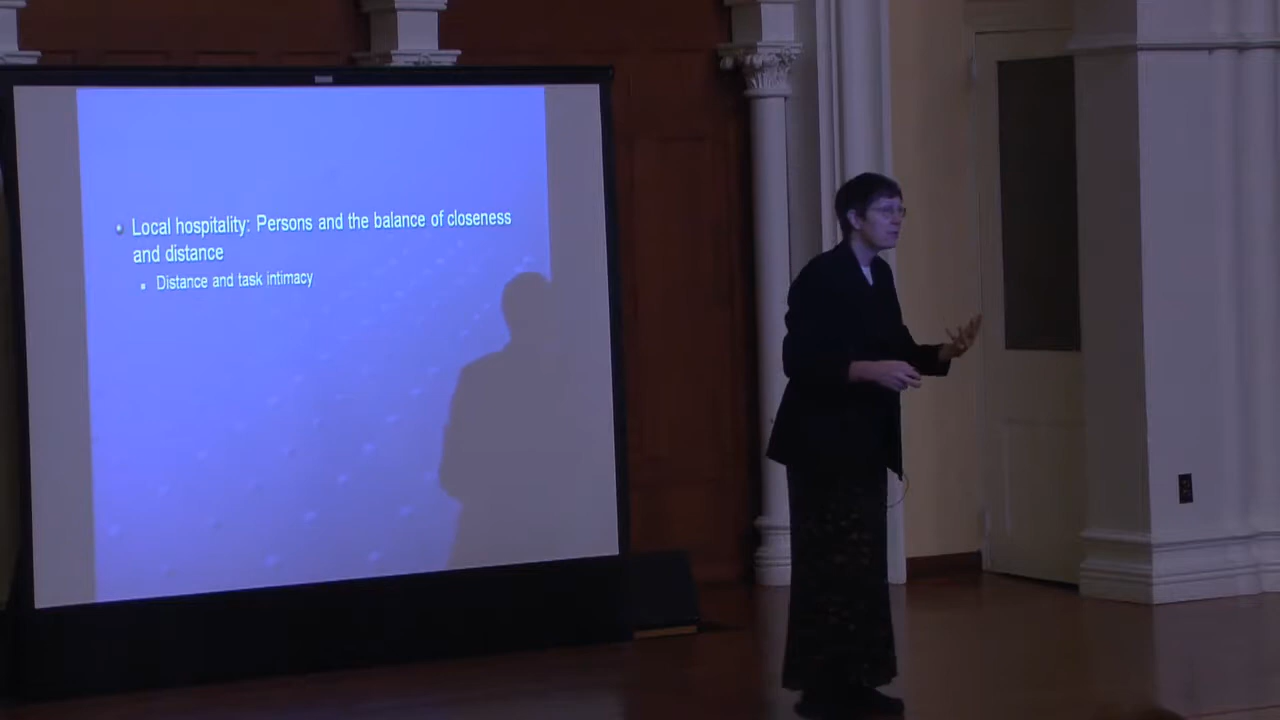 Local hospitality: Persons and the balance of closeness
and distance
Distance and task intimacy